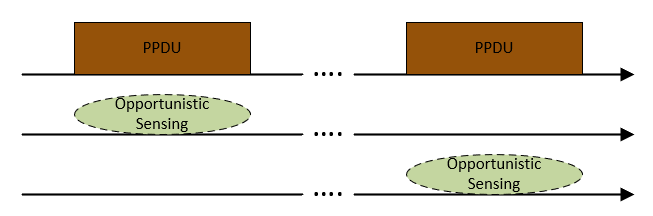 PPDU
PPDU
Opportunistic
Sensing
Opportunistic
Sensing